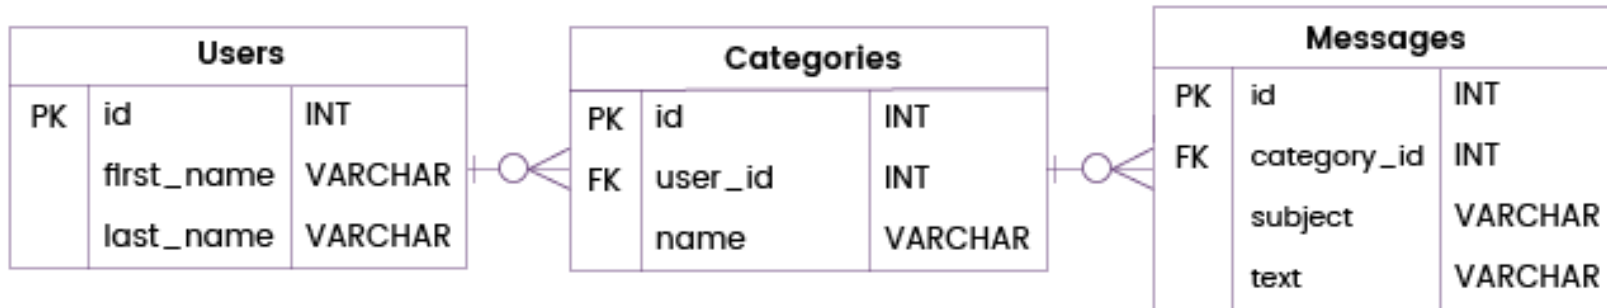 Users
PK id INT
first_name VARCHAR
last_name VARCHAR
Categories
PK id INT
FK user_id INT
name VARCHAR
Messages
PK id INT
FK category_id INT
subject VARCHAR
text VARCHAR